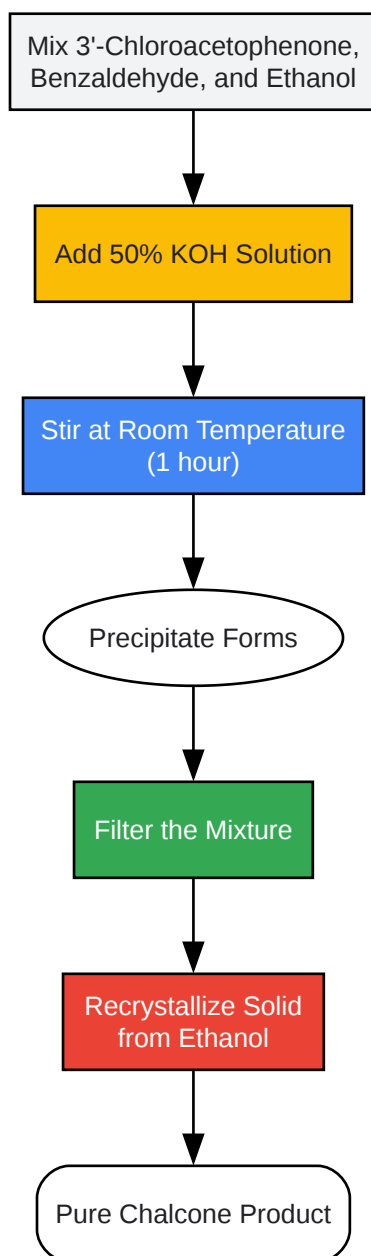 Mix 3'-Chloroacetophenone,
Benzaldehyde, and Ethanol
Add 50% KOH Solution
Stir at Room Temperature
(1 hour)
Precipitate Forms
Filter the Mixture
Recrystallize Solid
from Ethanol
Pure Chalcone Product